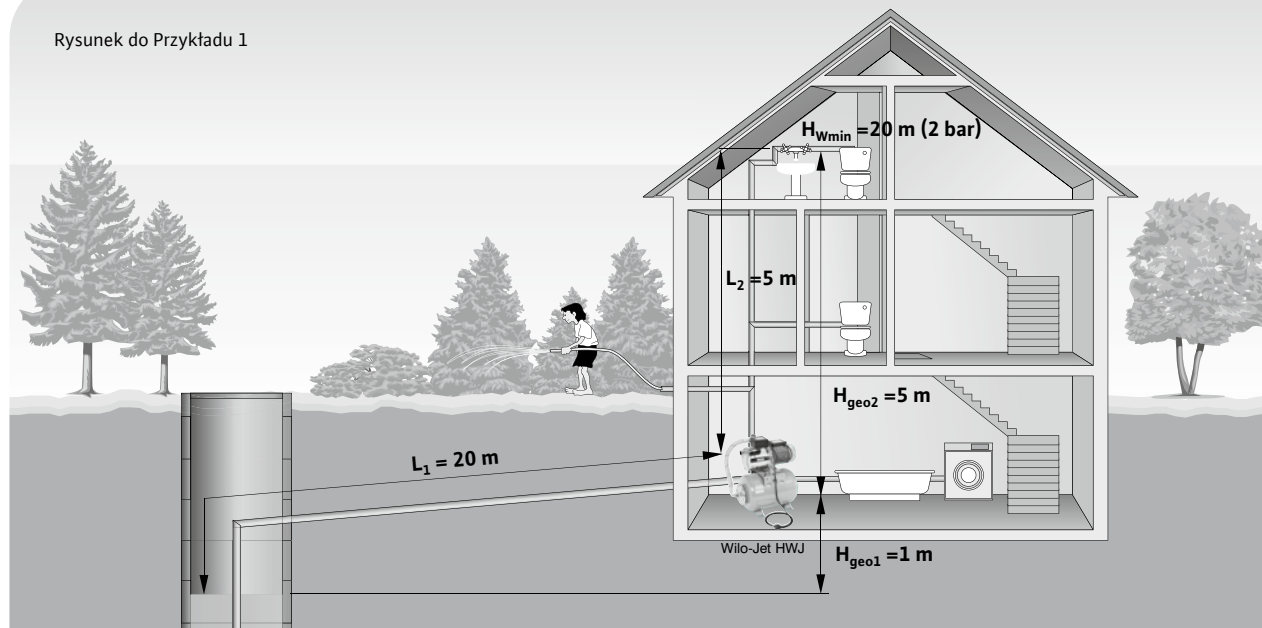 Rysunek do Przykładu 1
H_Wmin =20 m (2 bar)
L_2 =5 m
H_geo2 =5 m
L_1 = 20 m
Wilo-Jet HWJ
H_geo1 =1 m